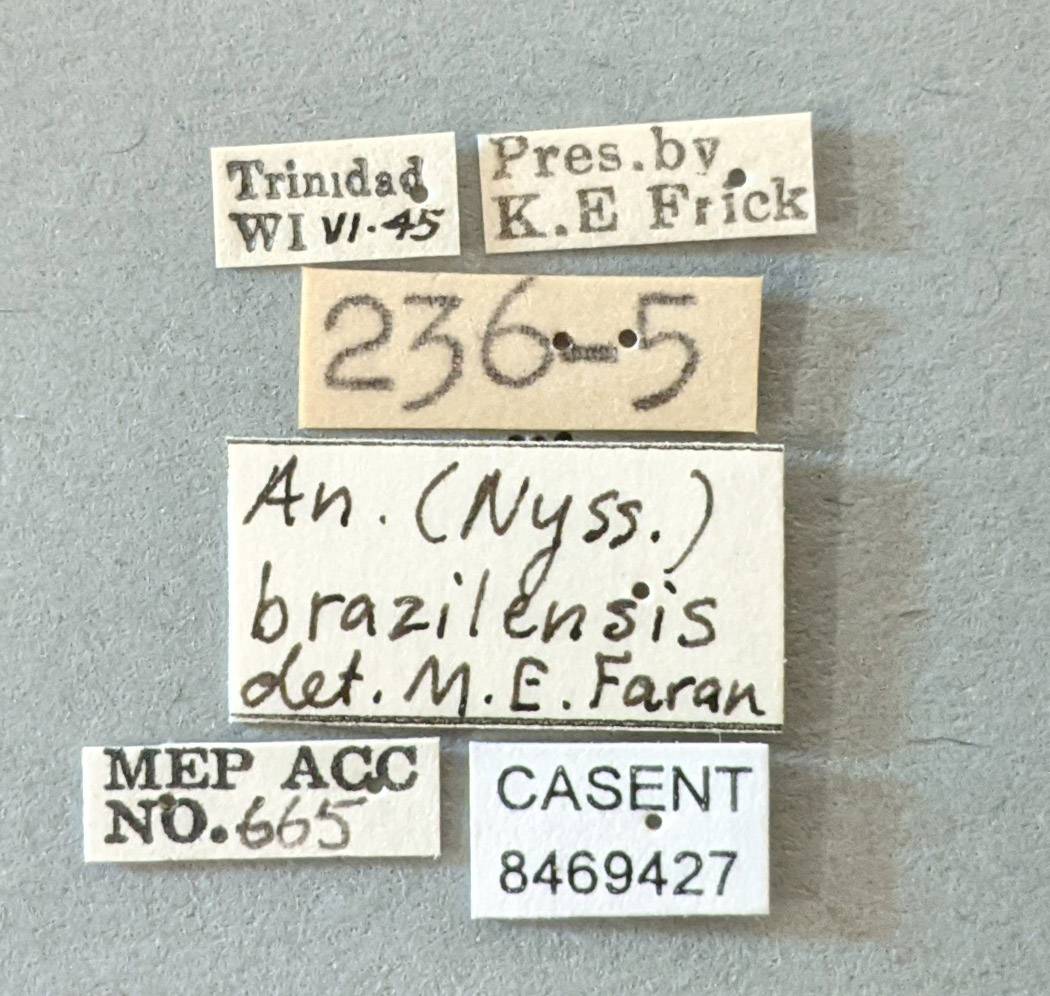 Trinidad
WI VI.45
Pres.by
K.E Frick
236-5
An. (Nyss.)
brazilensis
det. M.E.Faran
MEP ACC
NO.665
CASENT
8469427